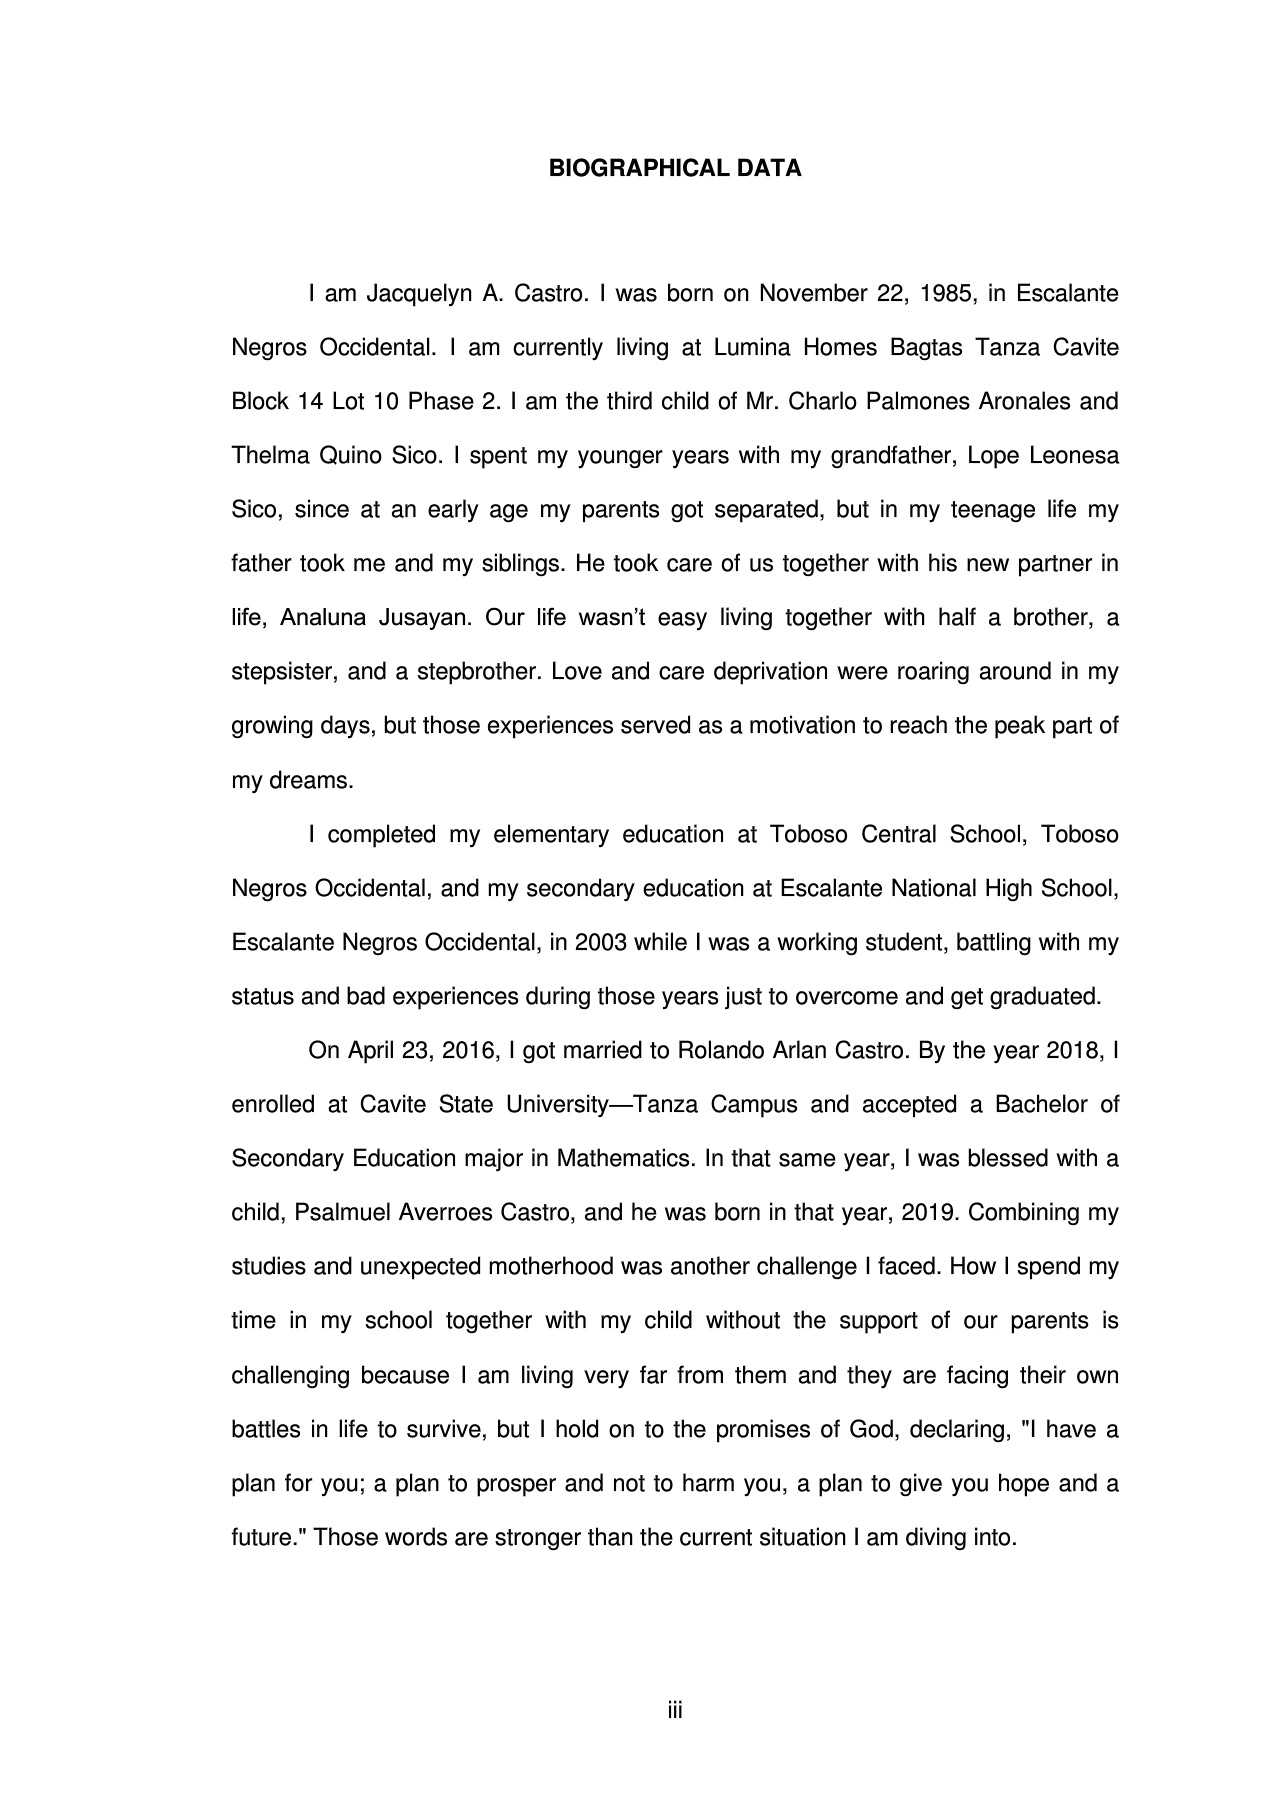 BIOGRAPHICAL DATA
I am Jacquelyn A. Castro. I was born on November 22, 1985, in Escalante
Negros Occidental. I am currently living at Lumina Homes Bagtas Tanza Cavite
Block 14 Lot 10 Phase 2. I am the third child of Mr. Charlo Palmones Aronales and
Thelma Quino Sico. I spent my younger years with my grandfather, Lope Leonesa
Sico, since at an early age my parents got separated, but in my teenage life my
father took me and my siblings. He took care of us together with his new partner in
life, Analuna Jusayan. Our life wasn’t easy living together with half a brother, a
stepsister, and a stepbrother. Love and care deprivation were roaring around in my
growing days, but those experiences served as a motivation to reach the peak part of
my dreams.
I completed my elementary education at Toboso Central School, Toboso
Negros Occidental, and my secondary education at Escalante National High School,
Escalante Negros Occidental, in 2003 while I was a working student, battling with my
status and bad experiences during those years just to overcome and get graduated.
On April 23, 2016, I got married to Rolando Arlan Castro. By the year 2018, I
enrolled at Cavite State University—Tanza Campus and accepted a Bachelor of
Secondary Education major in Mathematics. In that same year, I was blessed with a
child, Psalmuel Averroes Castro, and he was born in that year, 2019. Combining my
studies and unexpected motherhood was another challenge I faced. How I spend my
time in my school together with my child without the support of our parents is
challenging because I am living very far from them and they are facing their own
battles in life to survive, but I hold on to the promises of God, declaring, "I have a
plan for you; a plan to prosper and not to harm you, a plan to give you hope and a
future." Those words are stronger than the current situation I am diving into.
iii